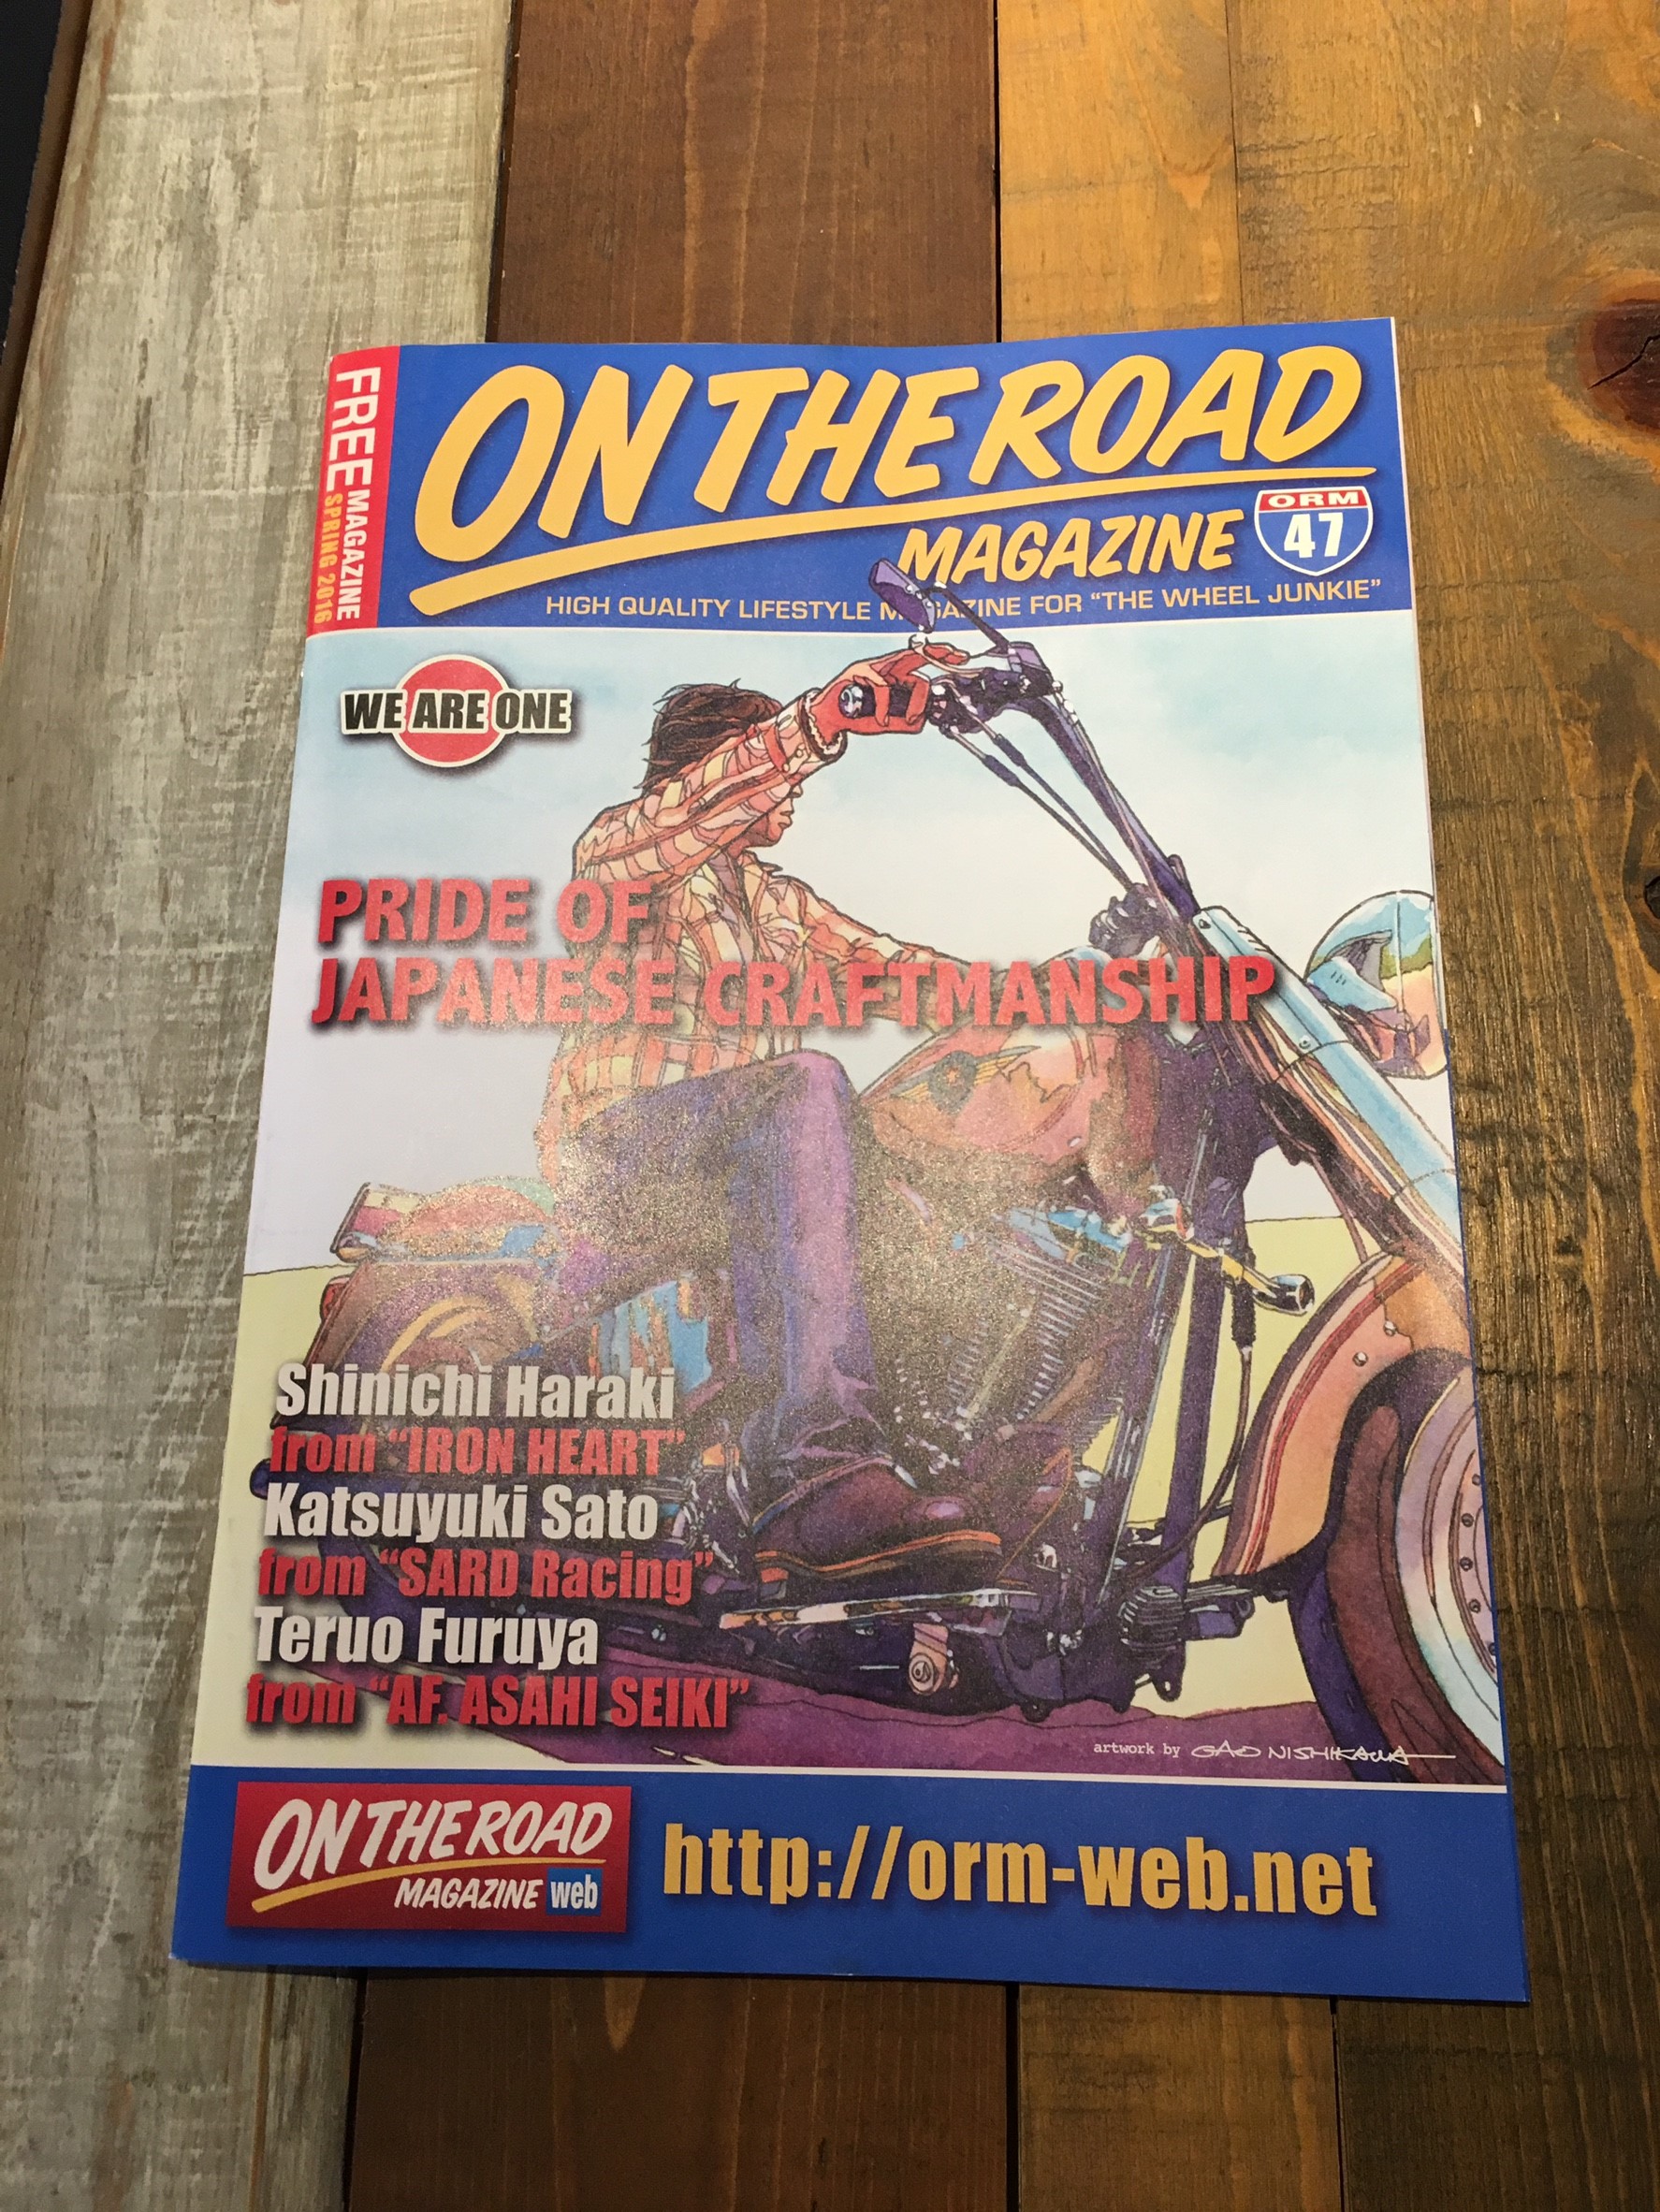 FREE MAGAZINE
SPRING 2016
ON THE ROAD
MAGAZINE
ORM
47
HIGH QUALITY LIFESTYLE MAGAZINE FOR "THE WHEEL JUNKIE"
WE ARE ONE
PRIDE OF
JAPANESE CRAFTMANSHIP
Shinichi Haraki
from "IRON HEART"
Katsuyuki Sato
from "SARD Racing"
Teruo Furuya
from "AF. ASAHI SEIKI"
artwork by GAO NISHIKAWA
ON THE ROAD
MAGAZINE web
http://orm-web.net